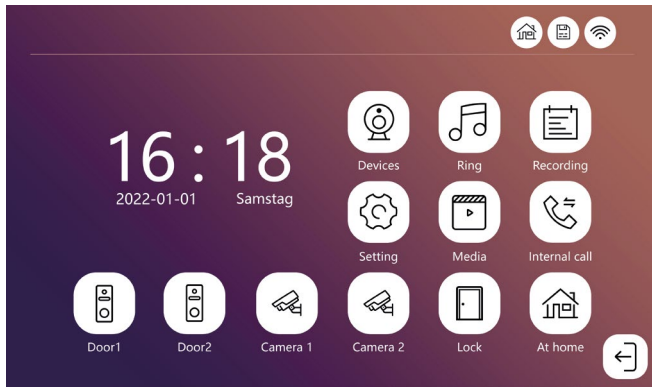 16 : 18
2022-01-01 Samstag
Devices Ring Recording
Setting Media Internal call
Door1 Door2 Camera 1 Camera 2 Lock At home